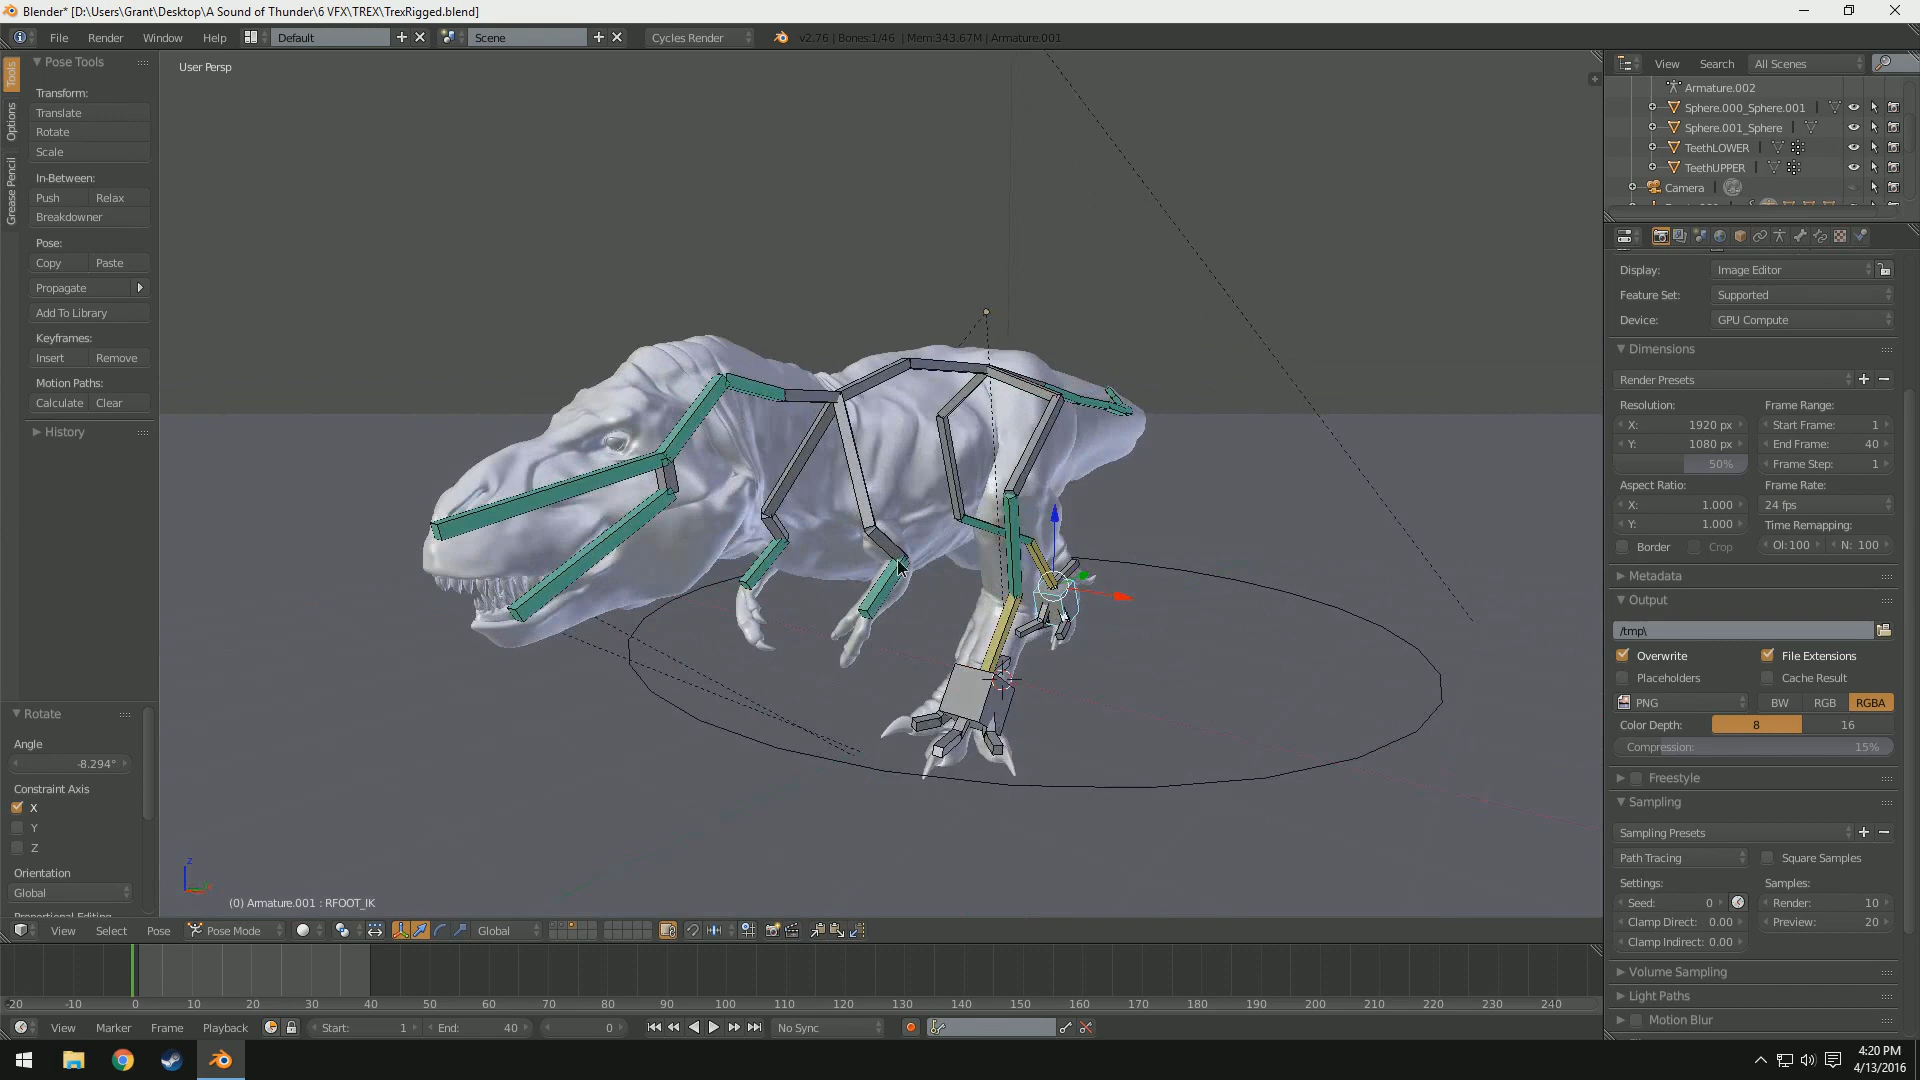 Blender* [D:\Users\Grant\Desktop\A Sound of Thunder\6 VFX\TREX\TrexRigged.blend]
File Render Window Help Default Scene Cycles Render v2.76 | Bones:1/46 | Mem:343.67M | Armature.001
Tools
Options
Grease Pencil
Pose Tools
Transform:
Translate
Rotate
Scale
In-Between:
Push Relax
Breakdowner
Pose:
Copy Paste
Propagate
Add To Library
Keyframes:
Insert Remove
Motion Paths:
Calculate Clear
History
Rotate
Angle
-8.294°
Constraint Axis
X
Y
Z
Orientation
Global
User Persp
z
(0) Armature.001 : RFOOT_IK
View Select Pose Pose Mode Global
-20 -10 0 10 20 30 40 50 60 70 80 90 100 110 120 130 140 150 160 170 180 190 200 210 220 230 240
View Marker Frame Playback Start: 1 End: 40 0 No Sync
View Search All Scenes
Armature.002
Sphere.000_Sphere.001
Sphere.001_Sphere
TeethLOWER
TeethUPPER
Camera
Display: Image Editor
Feature Set: Supported
Device: GPU Compute
Dimensions
Render Presets
Resolution: Frame Range:
X: 1920 px Start Frame: 1
Y: 1080 px End Frame: 40
50% Frame Step: 1
Aspect Ratio: Frame Rate:
X: 1.000 24 fps
Y: 1.000 Time Remapping:
Border Crop Ol:100 N: 100
Metadata
Output
/tmp\
Overwrite File Extensions
Placeholders Cache Result
PNG BW RGB RGBA
Color Depth: 8 16
Compression: 15%
Freestyle
Sampling
Sampling Presets
Path Tracing Square Samples
Settings: Samples:
Seed: 0 Render: 10
Clamp Direct: 0.00 Preview: 20
Clamp Indirect: 0.00
Volume Sampling
Light Paths
Motion Blur
4:20 PM
4/13/2016